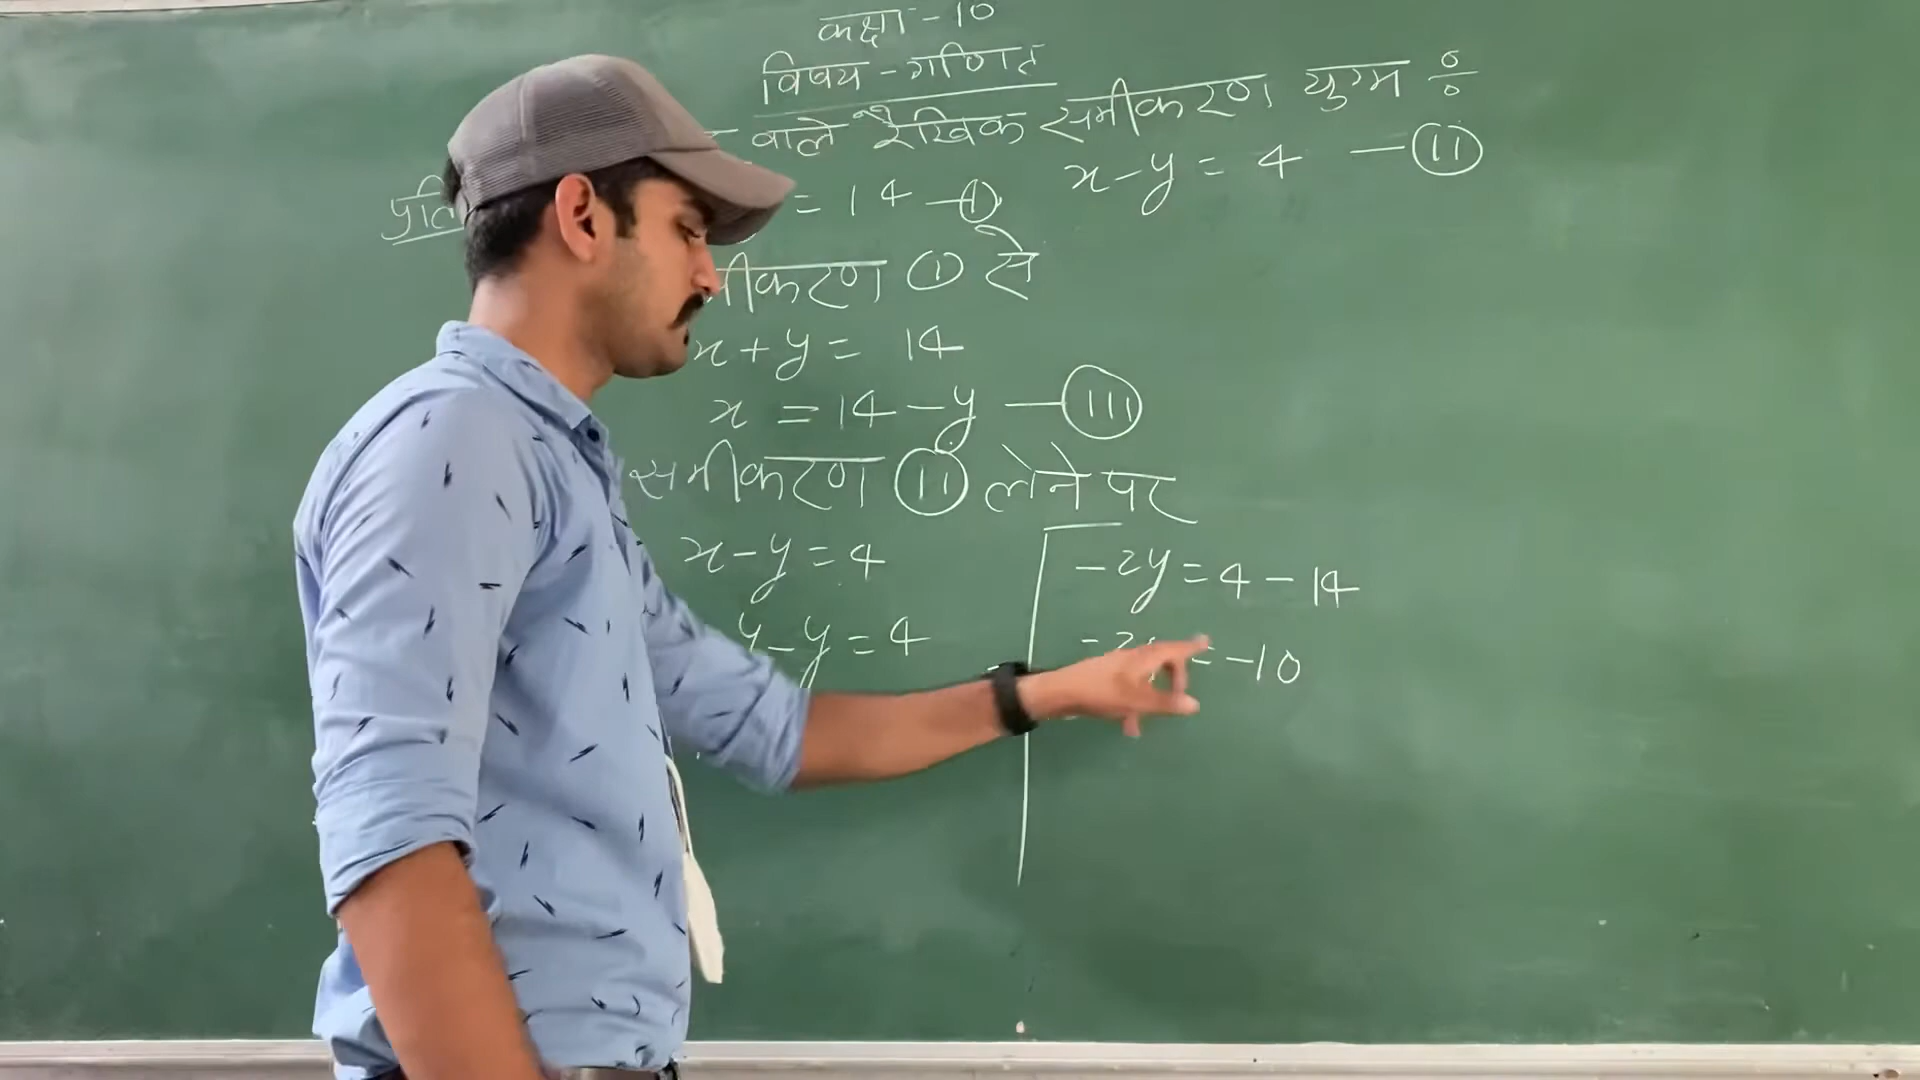 कक्षा - 10
विषय - गणित
वाले रैखिक समीकरण युग्म ÷
= 14 — (I) x - y = 4 — (II)
समीकरण (I) से
x + y = 14
x = 14 - y — (III)
समीकरण (II) लेने पर
x - y = 4
y - y = 4
-2y = 4 - 14
= -10